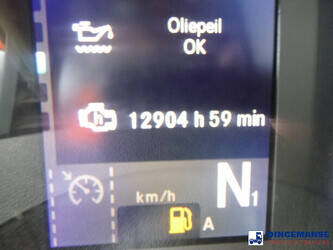 Oliepeil
OK
12904 h 59 min
km/h
N1
A
DINGEMANSE